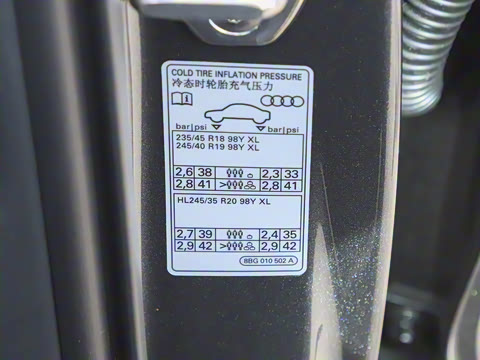 COLD TIRE INFLATION PRESSURE
冷态时轮胎充气压力
bar|psi bar|psi
235/45 R18 98Y XL
245/40 R19 98Y XL
2,6 38 2,3 33
2,8 41 > 2,8 41
HL245/35 R20 98Y XL
2,7 39 2,4 35
2,9 42 > 2,9 42
8BG 010 502 A